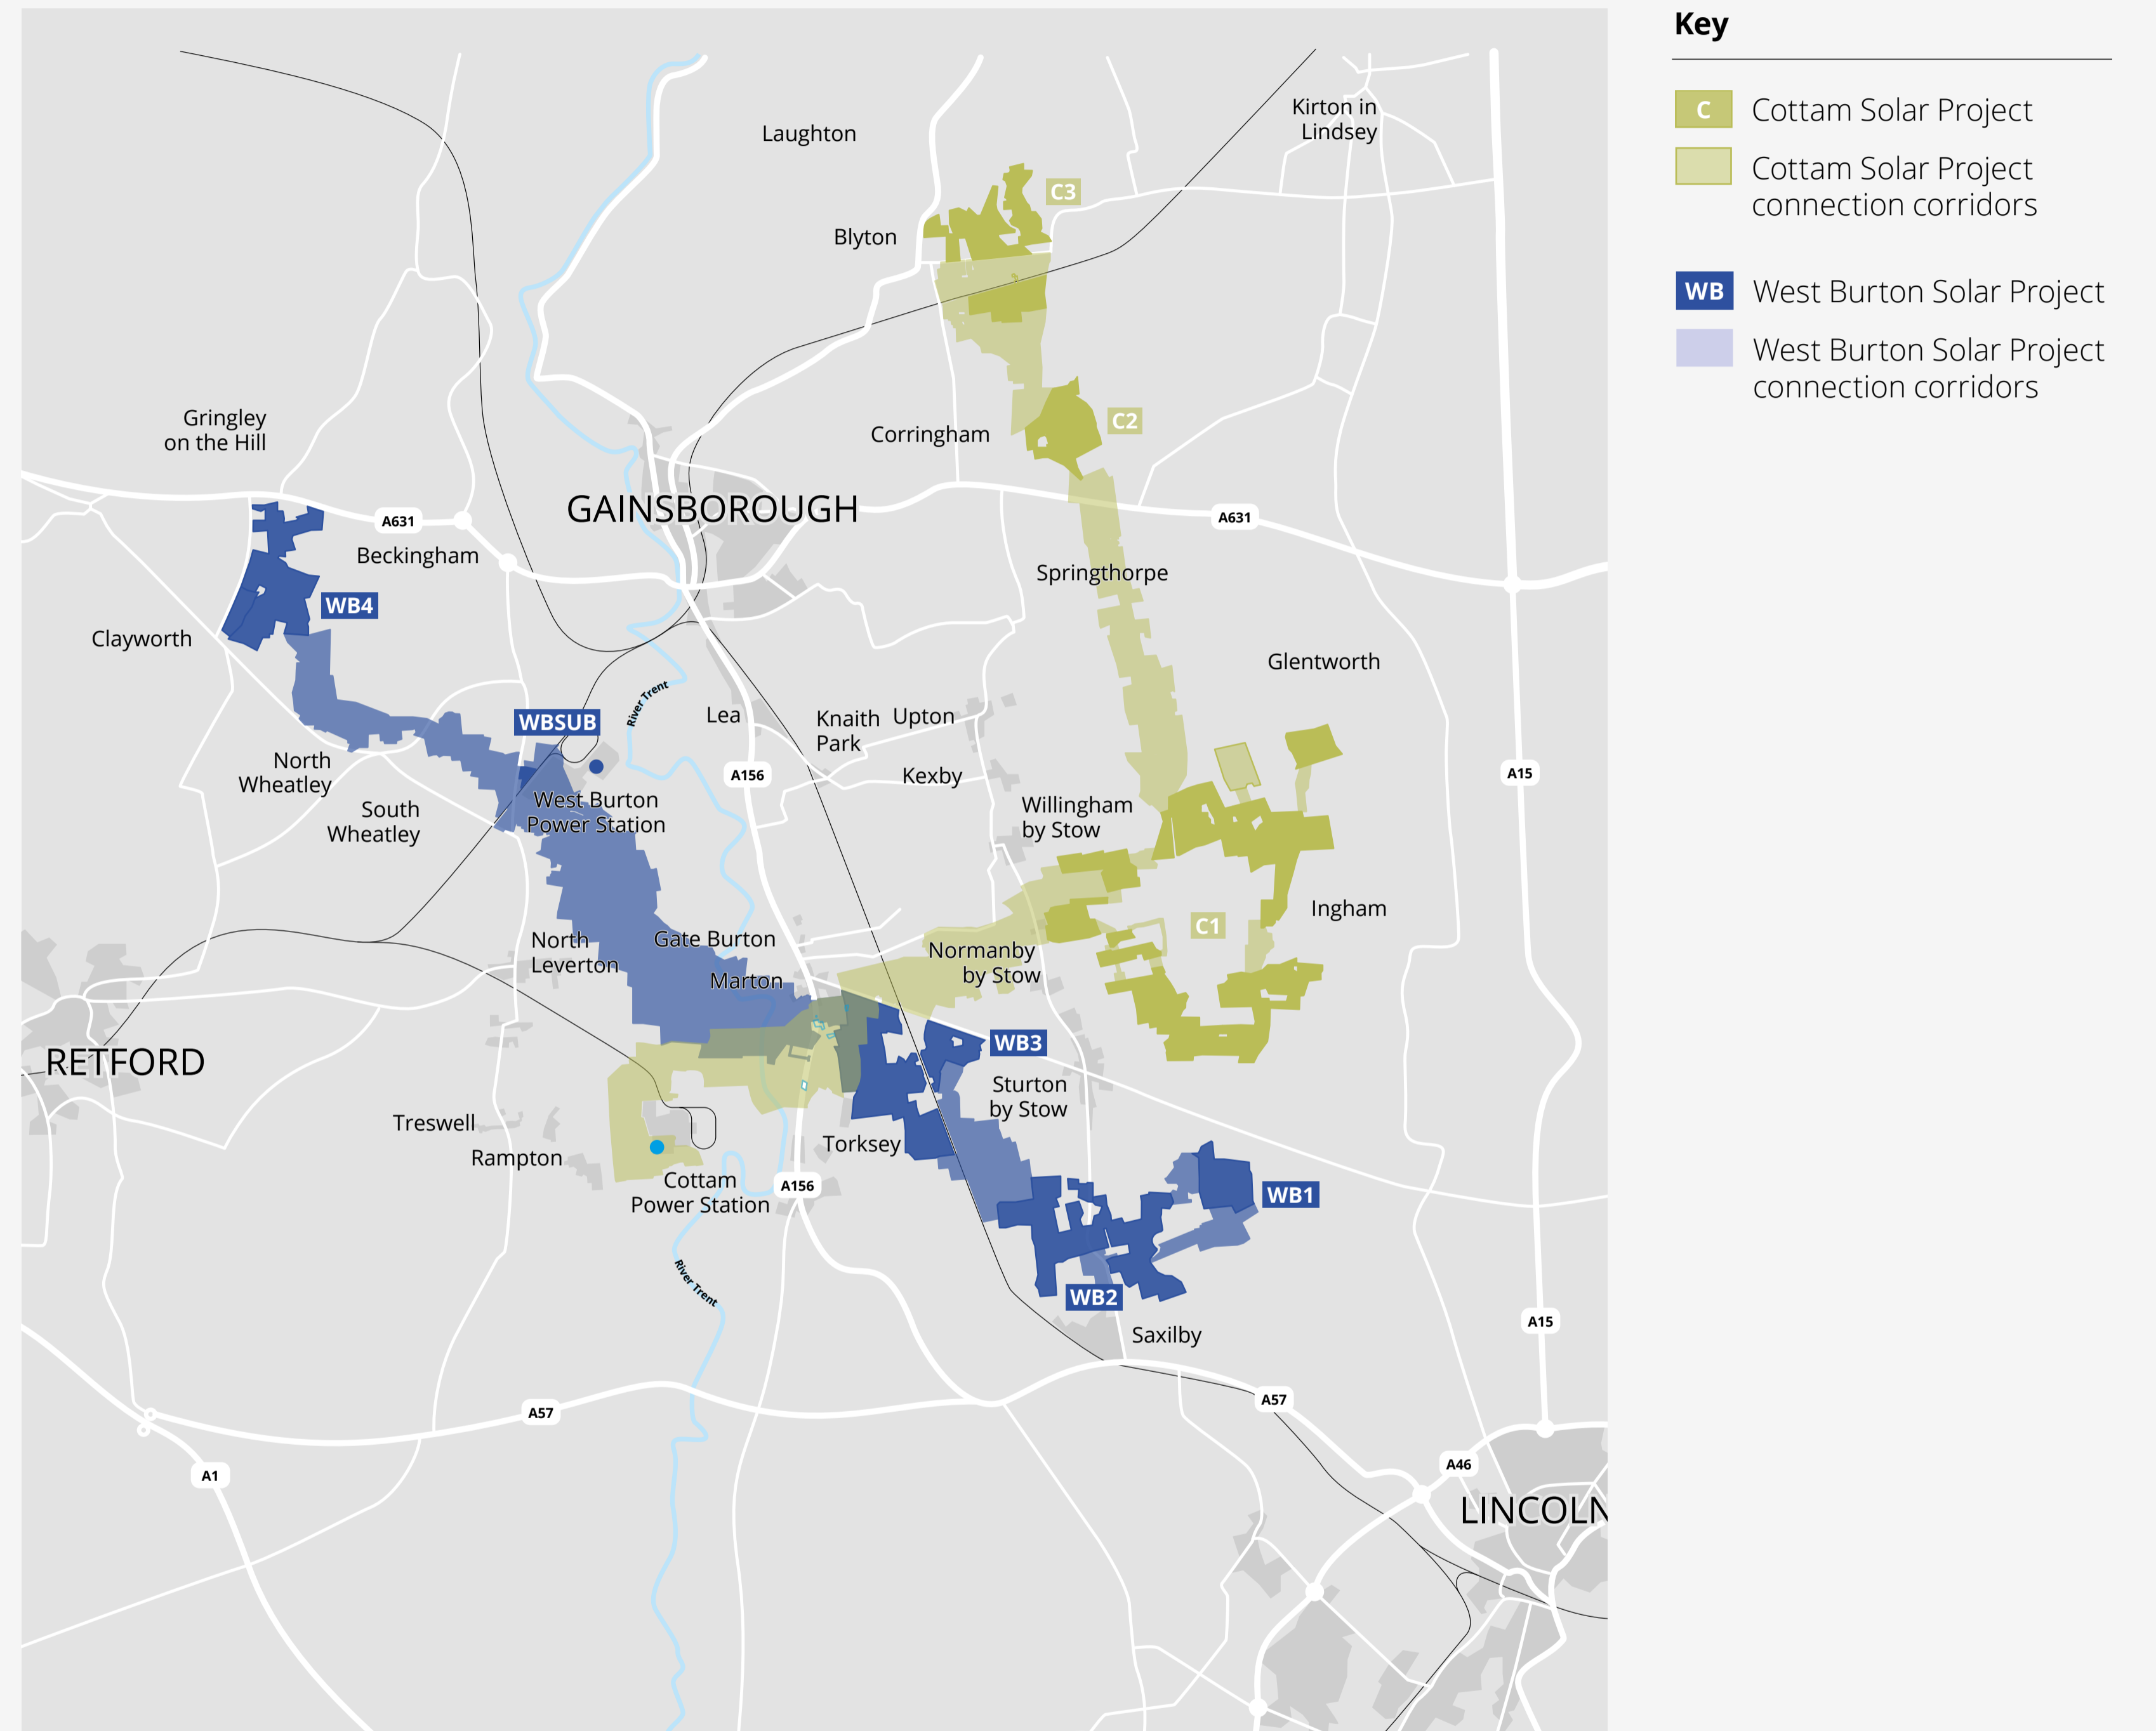 Key
C
Cottam Solar Project
Cottam Solar Project
connection corridors
WB
West Burton Solar Project
West Burton Solar Project
connection corridors
Kirton in
Lindsey
Laughton
C3
Blyton
Gringley
on the Hill
C2
Corringham
GAINSBOROUGH
A631
A631
Beckingham
Springthorpe
WB4
Clayworth
Glentworth
River Trent
WBSUB
Lea
Knaith
Park
Upton
North
Wheatley
A156
Kexby
A15
West Burton
Power Station
South
Wheatley
Willingham
by Stow
Ingham
C1
North
Leverton
Gate Burton
Normanby
by Stow
Marton
RETFORD
WB3
Sturton
by Stow
Treswell
Torksey
Rampton
Cottam
Power Station
A156
WB1
River Trent
WB2
A15
Saxilby
A57
A57
A1
A46
LINCOLN